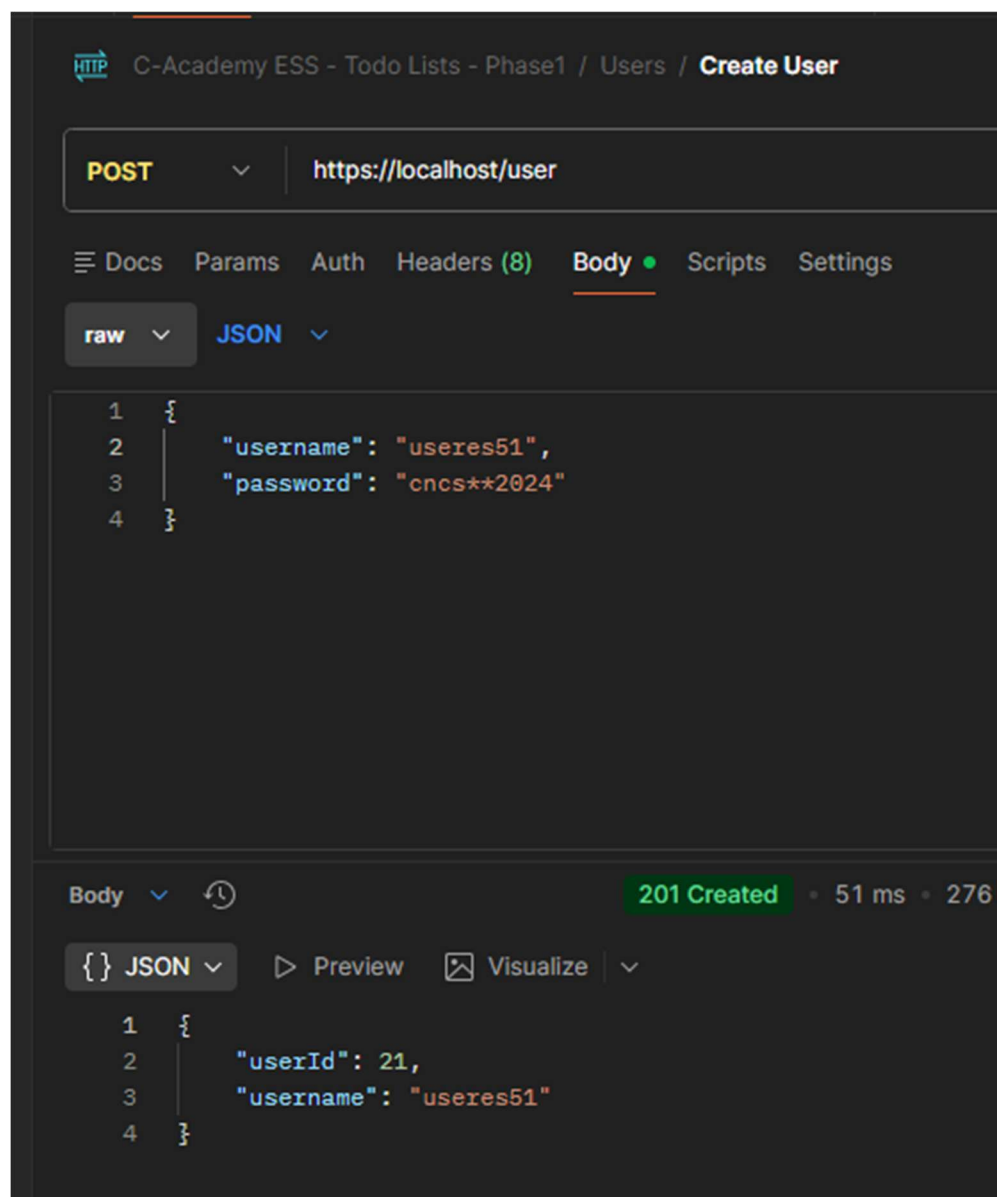 HTTP C-Academy ESS - Todo Lists - Phase1 / Users / Create User
POST https://localhost/user
Docs Params Auth Headers (8) Body Scripts Settings
raw JSON
1 {
2 "username": "useres51",
3 "password": "cncs**2024"
4 }
Body 201 Created • 51 ms • 276
{} JSON Preview Visualize
1 {
2 "userId": 21,
3 "username": "useres51"
4 }